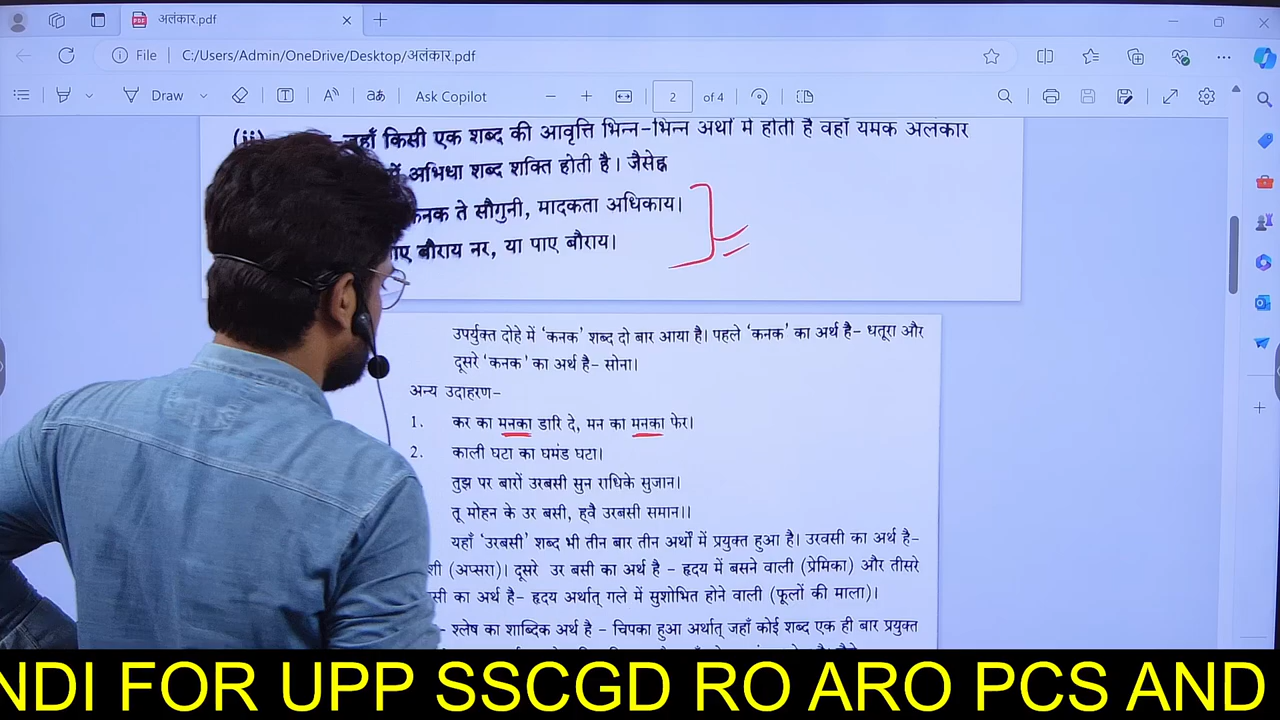 अलंकार.pdf
File C:/Users/Admin/OneDrive/Desktop/अलंकार.pdf
Draw Ask Copilot 2 of 4
(ii) जहाँ किसी एक शब्द की आवृत्ति भिन्न-भिन्न अर्थों में होती है वहाँ यमक अलंकार
में अभिधा शब्द शक्ति होती है। जैसेह्न
कनक ते सौगुनी, मादकता अधिकाय।
बौराय नर, या पाए बौराय।
उपर्युक्त दोहे में ‘कनक’ शब्द दो बार आया है। पहले ‘कनक’ का अर्थ है- धतूरा और
दूसरे ‘कनक’ का अर्थ है- सोना।
अन्य उदाहरण-
1. कर का मनका डारि दे, मन का मनका फेर।
2. काली घटा का घमंड घटा।
तुझ पर बारों उरबसी सुन राधिके सुजान।
तू मोहन के उर बसी, ह्वै उरबसी समान।।
यहाँ ‘उरबसी’ शब्द भी तीन बार तीन अर्थों में प्रयुक्त हुआ है। उरवसी का अर्थ है-
(अप्सरा)। दूसरे उर बसी का अर्थ है - हृदय में बसने वाली (प्रेमिका) और तीसरे
का अर्थ है- हृदय अर्थात् गले में सुशोभित होने वाली (फूलों की माला)।
- श्लेष का शाब्दिक अर्थ है - चिपका हुआ अर्थात् जहाँ कोई शब्द एक ही बार प्रयुक्त
NDI FOR UPP SSCGD RO ARO PCS AND